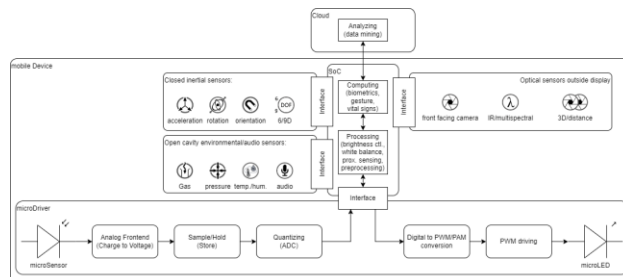 Cloud
Analyzing
(data mining)
mobile Device
SoC
Closed inertial sensors:
acceleration
rotation
orientation
DOF
6/9D
Interface
Computing
(biometrics,
gesture,
vital signs)
Interface
Optical sensors outside display
front facing camera
λ
IR/multispectral
3D/distance
Open cavity environmental/audio sensors:
Gas
pressure
temp./hum.
audio
Interface
Processing
(brightness ctl.,
white balance,
prox. sensing,
preprocessing)
Interface
microDriver
microSensor
Analog Frontend
(Charge to Voltage)
Sample/Hold
(Store)
Quantizing
(ADC)
Digital to PWM/PAM
conversion
PWM driving
microLED